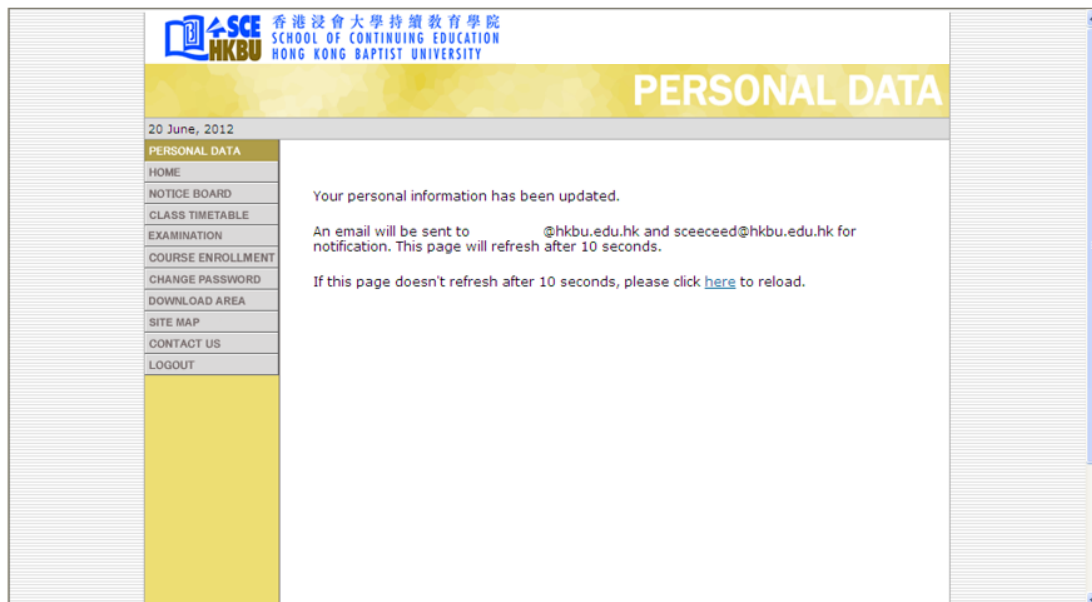 SCE
HKBU
香港浸會大學持續教育學院
SCHOOL OF CONTINUING EDUCATION
HONG KONG BAPTIST UNIVERSITY
PERSONAL DATA
20 June, 2012
PERSONAL DATA
HOME
NOTICE BOARD
CLASS TIMETABLE
EXAMINATION
COURSE ENROLLMENT
CHANGE PASSWORD
DOWNLOAD AREA
SITE MAP
CONTACT US
LOGOUT
Your personal information has been updated.
An email will be sent to @hkbu.edu.hk and sceeceed@hkbu.edu.hk for
notification. This page will refresh after 10 seconds.
If this page doesn't refresh after 10 seconds, please click here to reload.